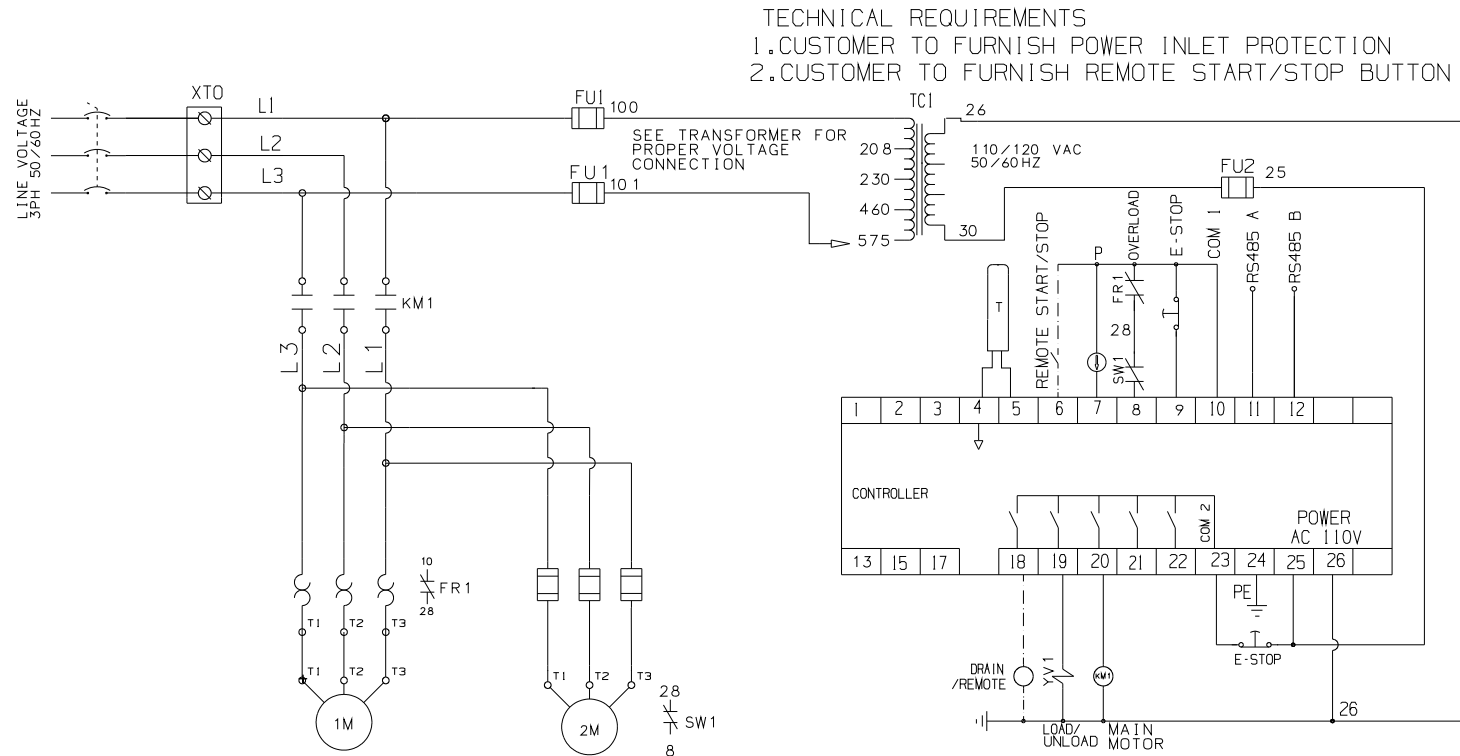 TECHNICAL REQUIREMENTS
1.CUSTOMER TO FURNISH POWER INLET PROTECTION
2.CUSTOMER TO FURNISH REMOTE START/STOP BUTTON
LINE VOLTAGE
3PH 50/60HZ
XT0
L1
L2
L3
FU1 100
FU1 101
SEE TRANSFORMER FOR
PROPER VOLTAGE
CONNECTION
TC1
208
230
460
575
26
110/120 VAC
50/60HZ
30
FU2 25
KM1
L3
L2
L1
T
REMOTE START/STOP
P
OVERLOAD
FR1
28
SW1
E-STOP
COM 1
RS485 A
RS485 B
1 2 3 4 5 6 7 8 9 10 11 12
CONTROLLER
COM 2
POWER
AC 110V
13 15 17 18 19 20 21 22 23 24 25 26
PE
E-STOP
DRAIN
/REMOTE
YV1
KM1
LOAD/
UNLOAD
MAIN
MOTOR
26
10
FR1
28
T1 T2 T3
T1 T2 T3
1M
T1 T2 T3
2M
28
SW1
8